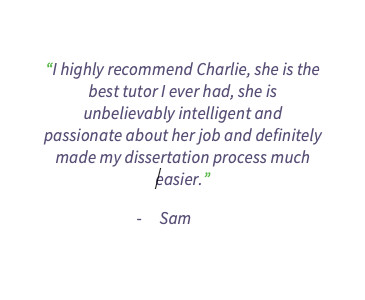 “I highly recommend Charlie, she is the
best tutor I ever had, she is
unbelievably intelligent and
passionate about her job and definitely
made my dissertation process much
easier.”
- Sam